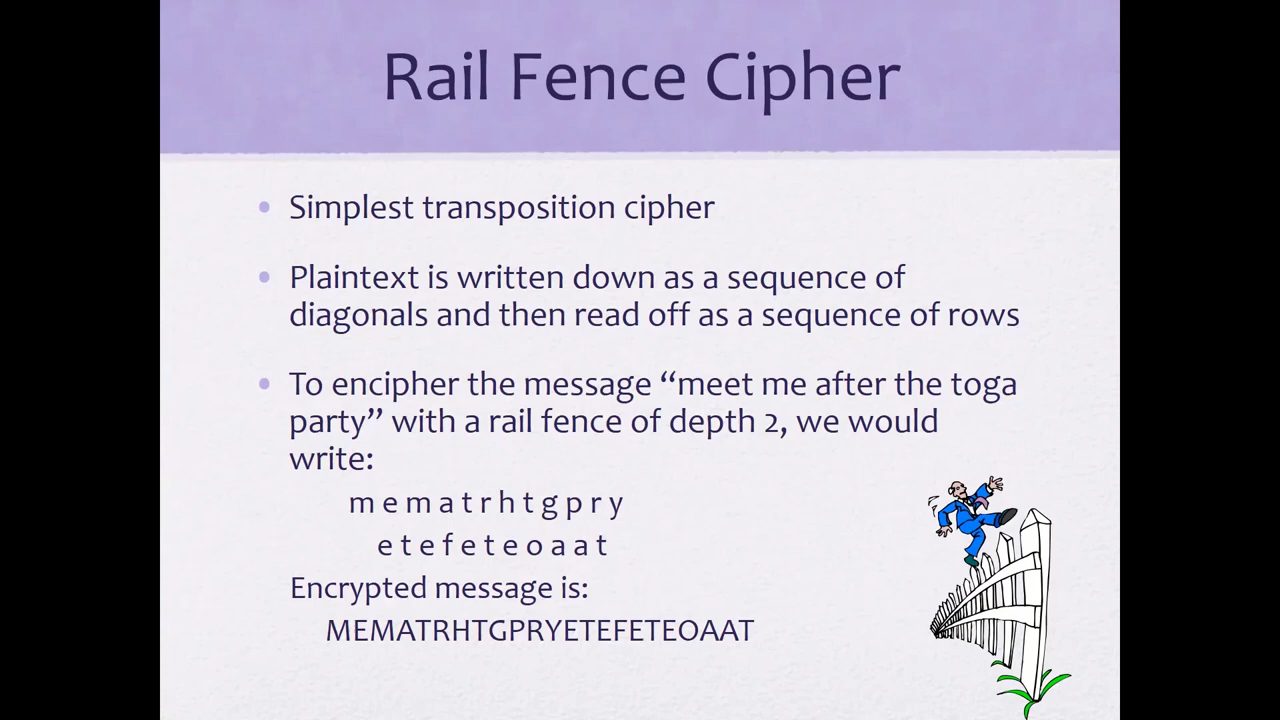 Rail Fence Cipher
• Simplest transposition cipher
• Plaintext is written down as a sequence of
diagonals and then read off as a sequence of rows
• To encipher the message “meet me after the toga
party” with a rail fence of depth 2, we would
write:
m e m a t r h t g p r y
e t e f e t e o a a t
Encrypted message is:
MEMATRHTGPRYETEFETEOAAT